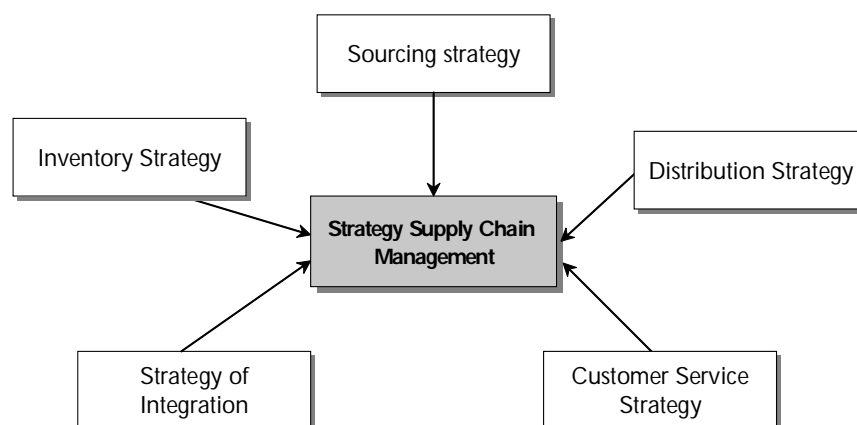 Sourcing strategy
Inventory Strategy
Distribution Strategy
Strategy Supply Chain
Management
Strategy of
Integration
Customer Service
Strategy